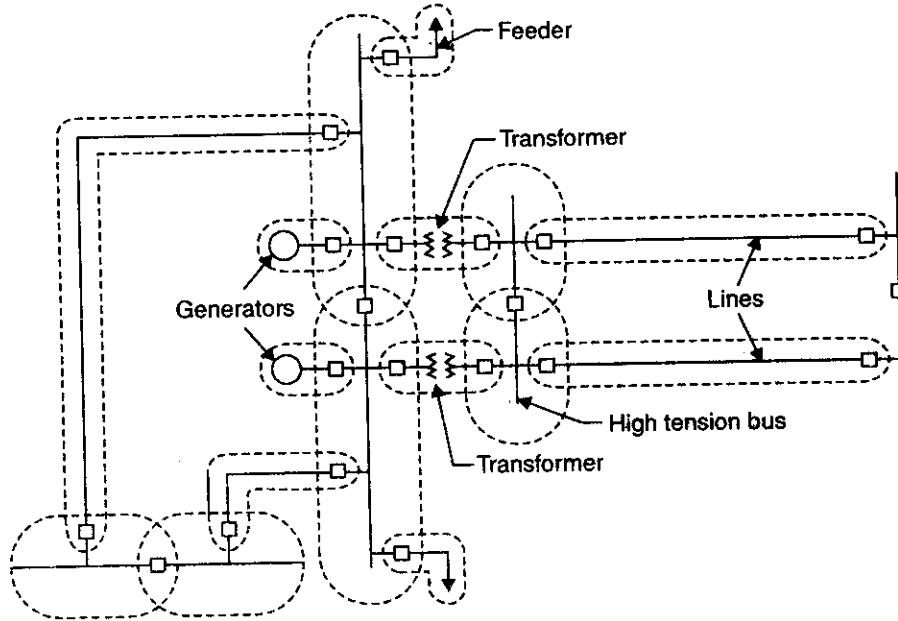 Feeder
Transformer
Generators
Lines
High tension bus
Transformer